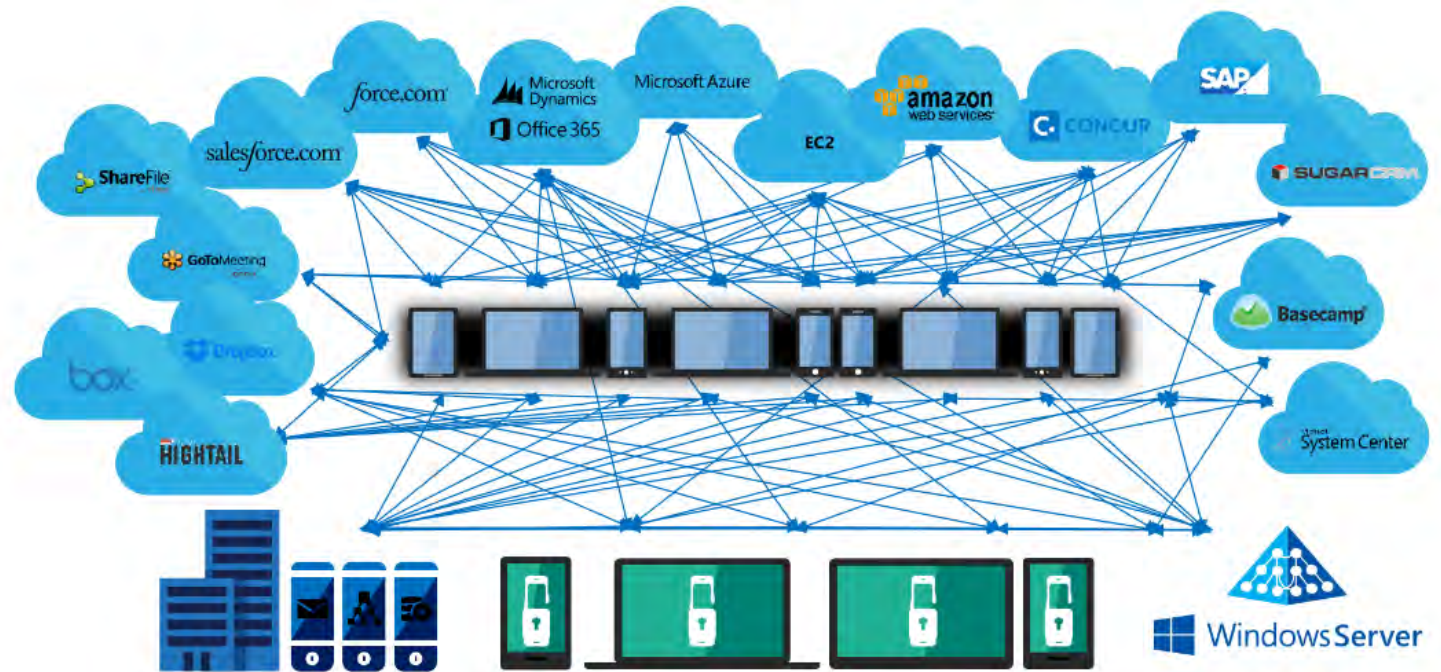 force.com
Microsoft
Dynamics
Office 365
Microsoft Azure
EC2
amazon
web services
CONCUR
SAP
SUGARCRM
salesforce.com
ShareFile
GoToMeeting
box
Dropbox
HIGHTAIL
Basecamp
System Center
Windows Server